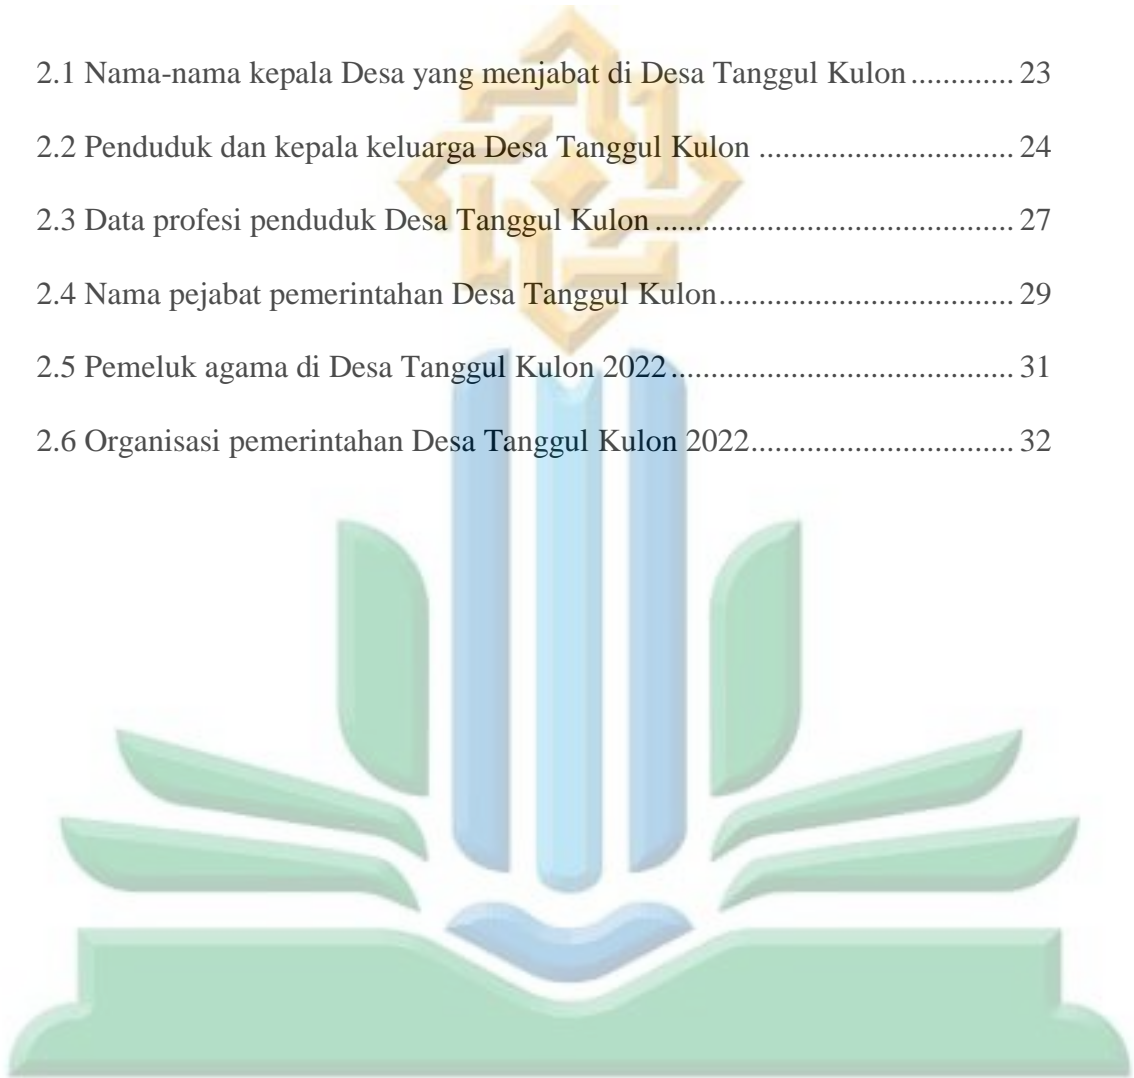 2.1 Nama-nama kepala Desa yang menjabat di Desa Tanggul Kulon ............. 23
2.2 Penduduk dan kepala keluarga Desa Tanggul Kulon ............................... 24
2.3 Data profesi penduduk Desa Tanggul Kulon............................................ 27
2.4 Nama pejabat pemerintahan Desa Tanggul Kulon.................................... 29
2.5 Pemeluk agama di Desa Tanggul Kulon 2022.......................................... 31
2.6 Organisasi pemerintahan Desa Tanggul Kulon 2022................................ 32